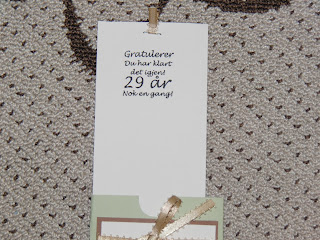 Gratulerer
Du har klart
det igjen!
29 år
Nok en gang!